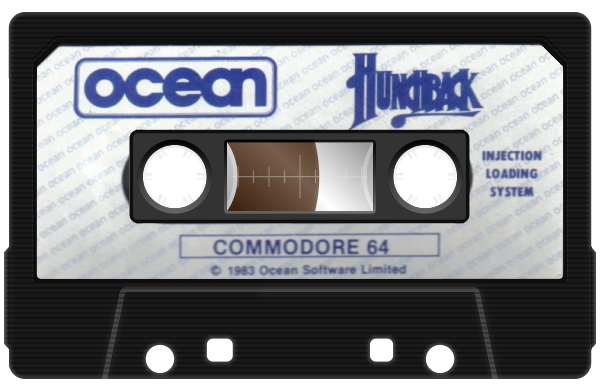 ocean
HUNCHBACK
INJECTION
LOADING
SYSTEM
COMMODORE 64
© 1983 Ocean Software Limited